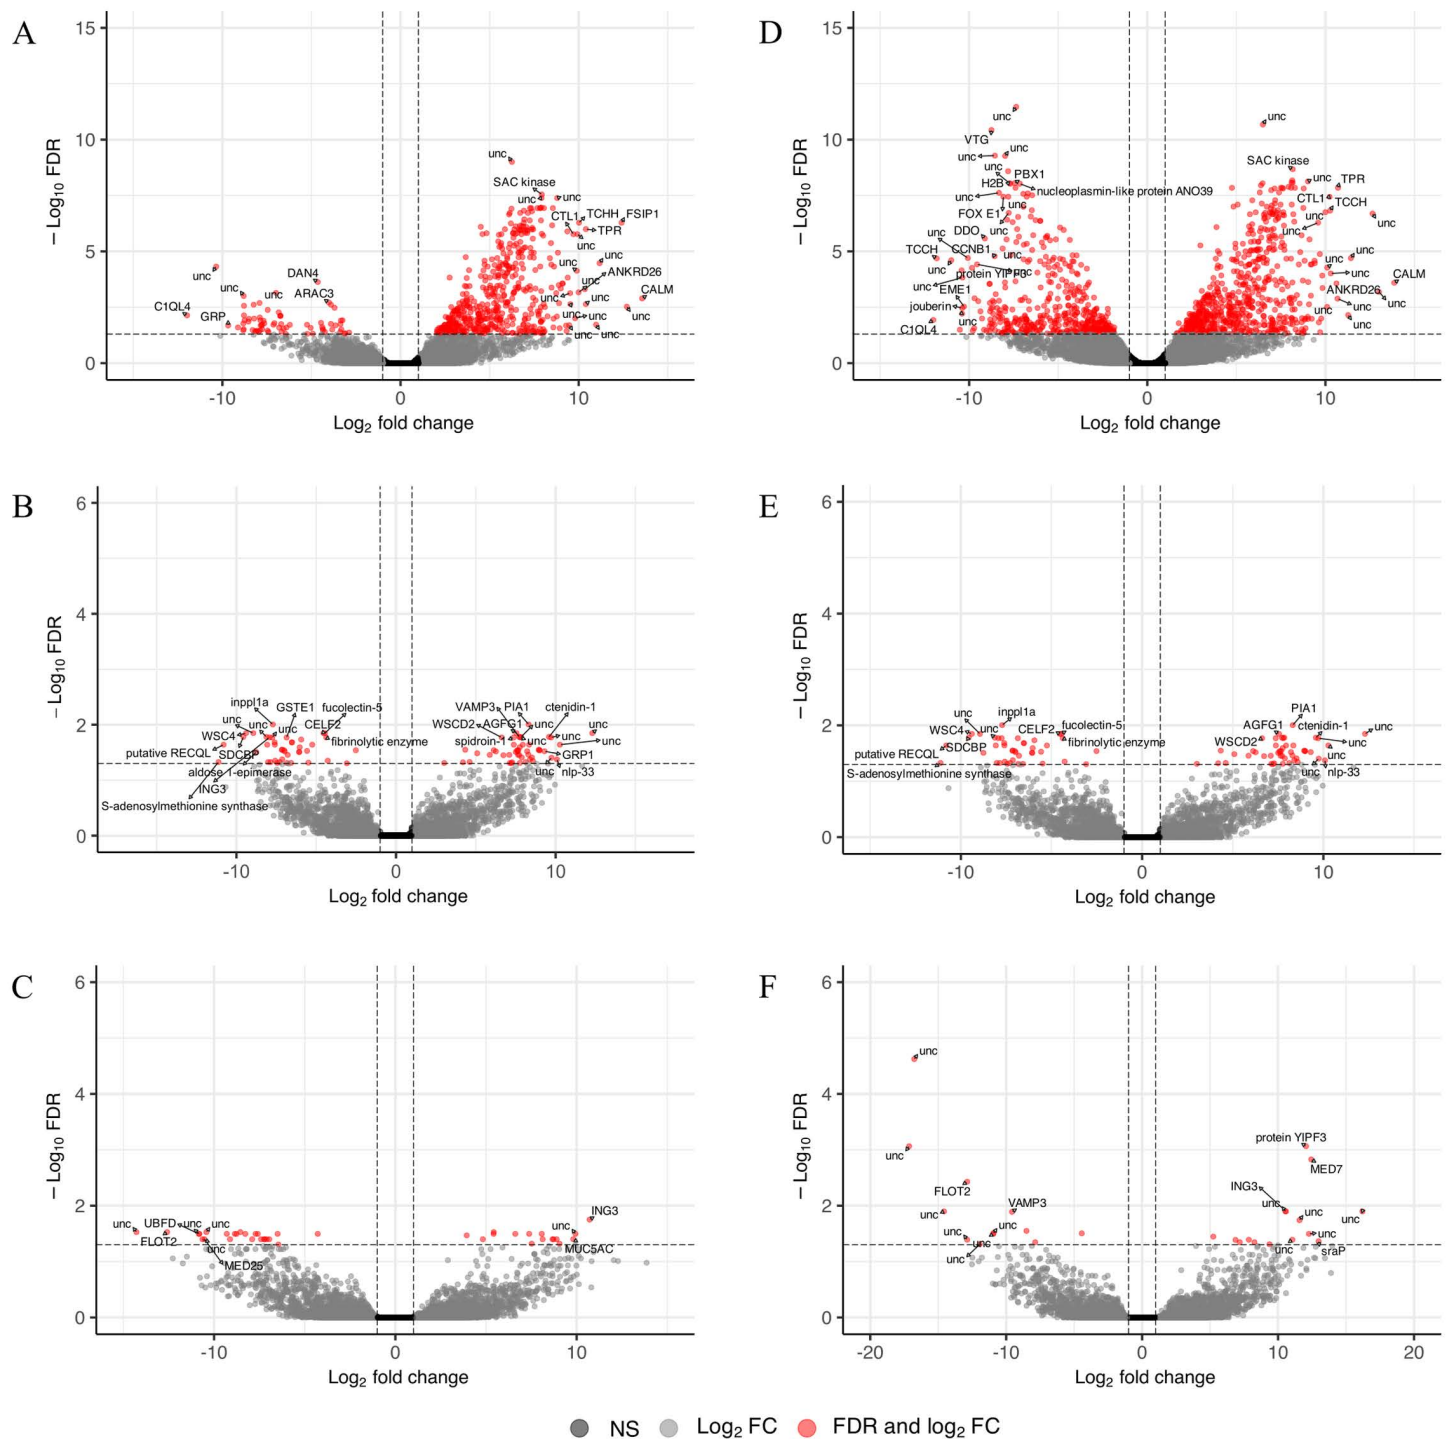 A
15
10
5
0
-10
0
10
– Log10 FDR
Log2 fold change
unc
SAC kinase
unc
unc
CTL1
TCHH
FSIP1
TPR
unc
unc
unc
ANKRD26
unc
unc
unc
CALM
unc
unc
unc
unc
unc
unc
DAN4
unc
unc
ARAC3
C1QL4
GRP
D
15
10
5
0
-10
0
10
– Log10 FDR
Log2 fold change
unc
VTG
unc
unc
unc
PBX1
H2B
nucleoplasmin-like protein ANO39
unc
unc
FOX E1
DDO
unc
TCCH
CCNB1
unc
unc
protein YIPF3
unc
unc
EME1
jouberin
unc
C1QL4
unc
SAC kinase
unc
TPR
CTL1
TCCH
unc
unc
unc
unc
unc
CALM
ANKRD26
unc
unc
unc
unc
B
6
4
2
0
-10
0
10
– Log10 FDR
Log2 fold change
inppl1a
GSTE1
fucolectin-5
unc
unc
unc
CELF2
WSC4
fibrinolytic enzyme
putative RECQL
SDCBP
aldose 1-epimerase
ING3
S-adenosylmethionine synthase
VAMP3
PIA1
ctenidin-1
WSCD2
AGFG1
unc
unc
spidroin-1
unc
unc
GRP1
unc
nlp-33
E
6
4
2
0
-10
0
10
– Log10 FDR
Log2 fold change
inppl1a
unc
unc
fucolectin-5
WSC4
CELF2
fibrinolytic enzyme
putative RECQL
SDCBP
S-adenosylmethionine synthase
PIA1
AGFG1
ctenidin-1
unc
WSCD2
unc
unc
nlp-33
C
6
4
2
0
-10
0
10
– Log10 FDR
Log2 fold change
unc
UBFD
unc
unc
FLOT2
unc
MED25
ING3
unc
MUC5AC
F
6
4
2
0
-20
-10
0
10
20
– Log10 FDR
Log2 fold change
unc
unc
FLOT2
unc
VAMP3
unc
unc
unc
protein YIPF3
MED7
ING3
unc
unc
unc
unc
unc
sraP
NS
Log2 FC
FDR and log2 FC